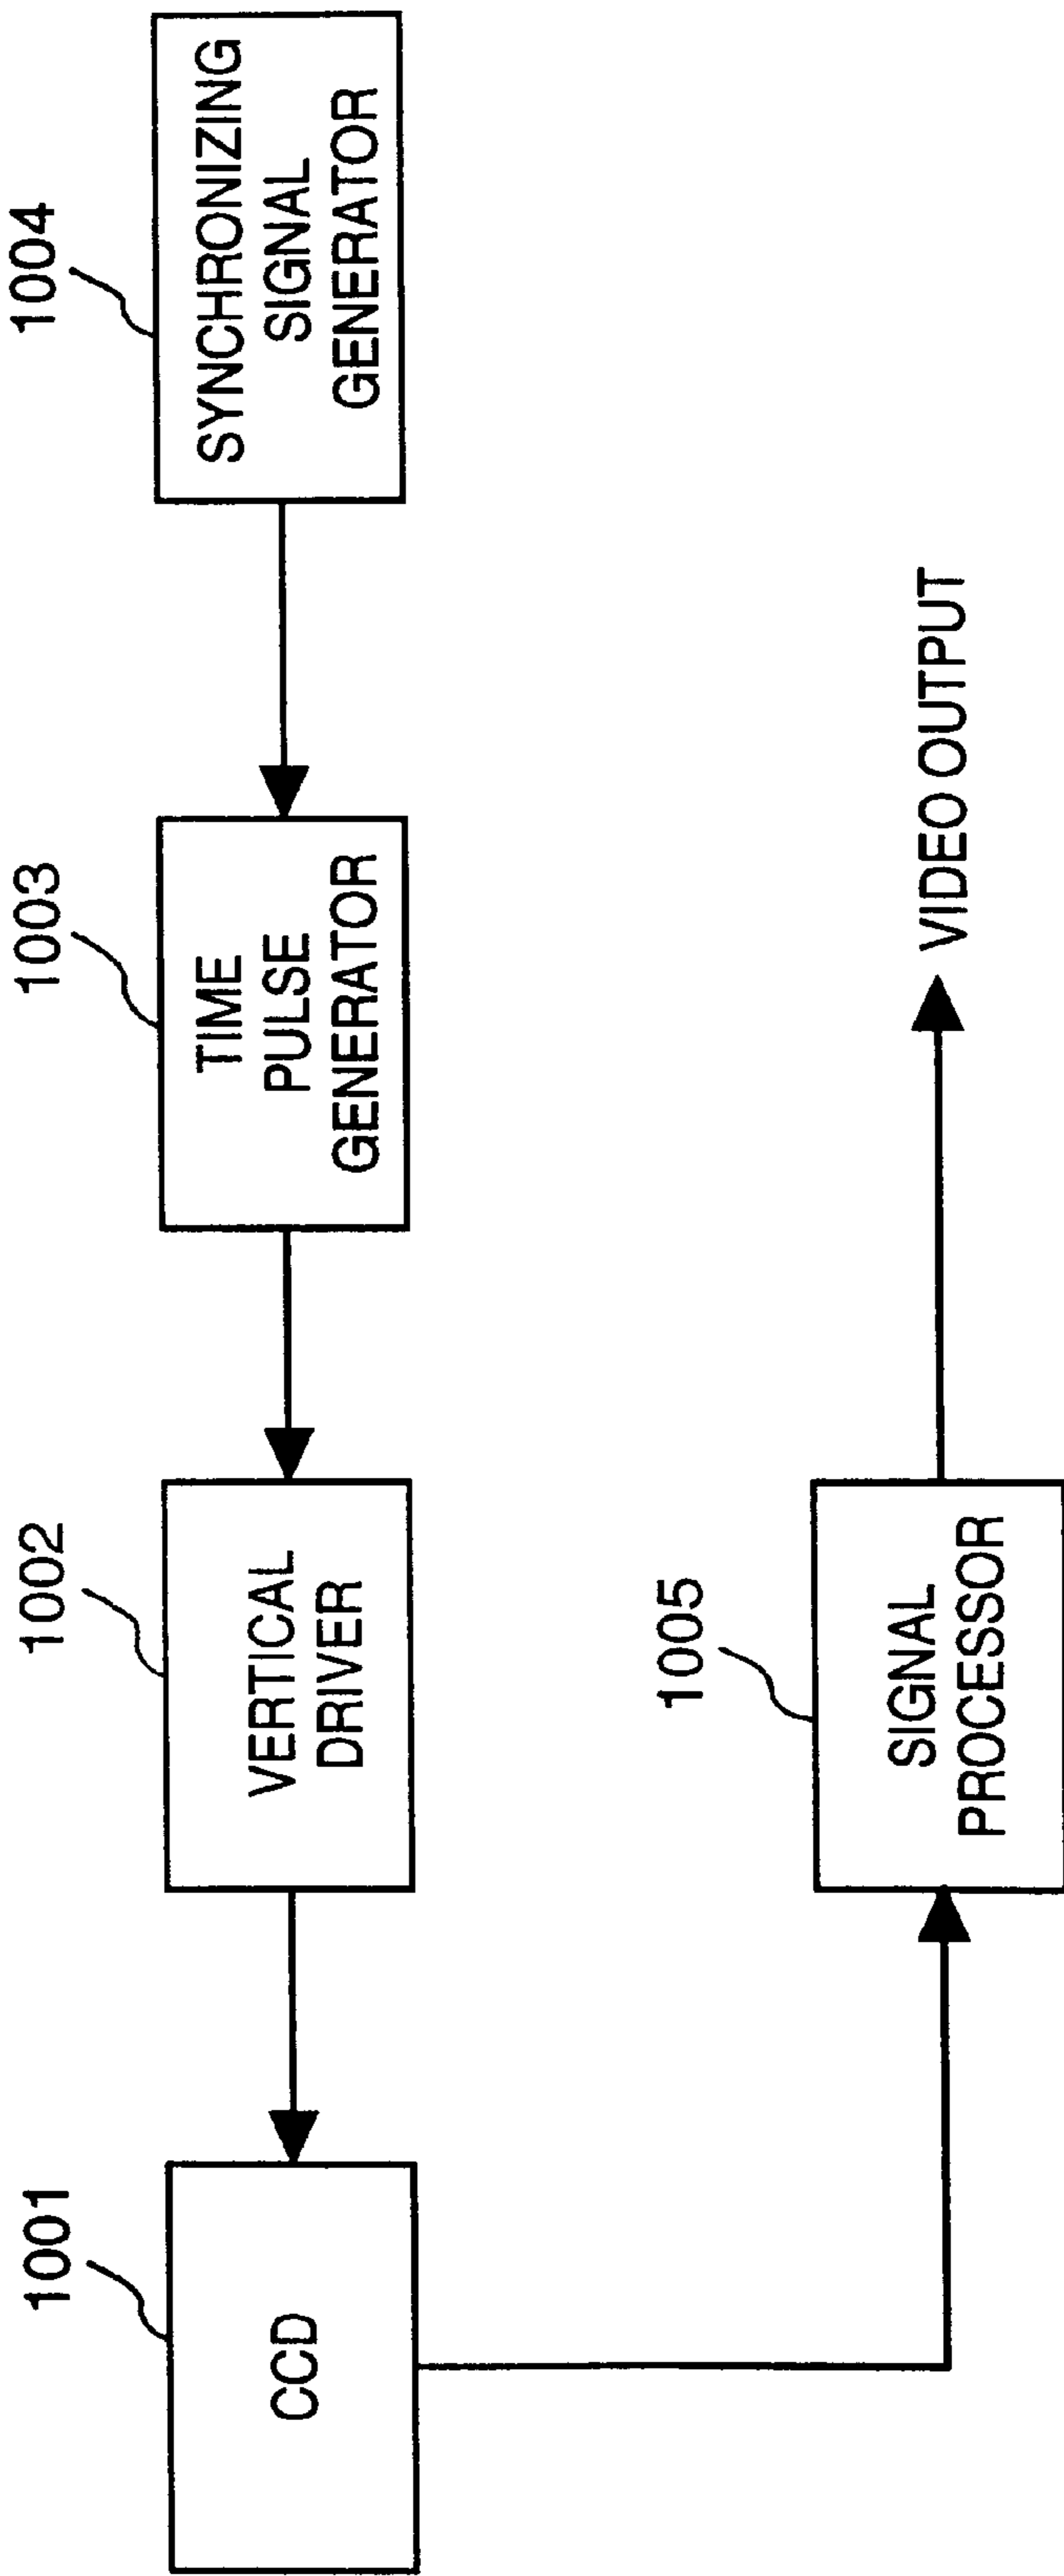 1001
CCD
1002
VERTICAL
DRIVER
1003
TIME
PULSE
GENERATOR
1004
SYNCHRONIZING
SIGNAL
GENERATOR
1005
SIGNAL
PROCESSOR
VIDEO OUTPUT